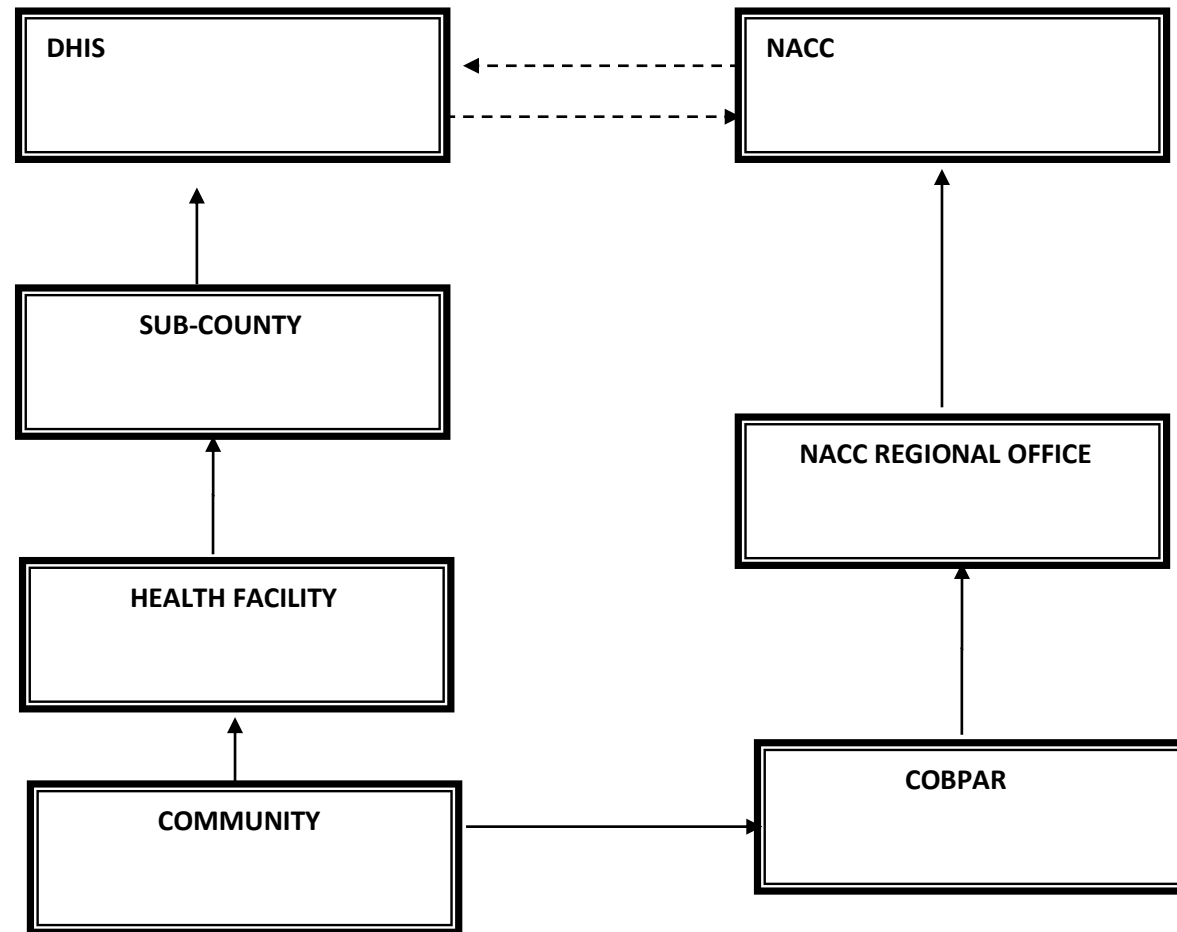 DHIS
NACC
SUB-COUNTY
NACC REGIONAL OFFICE
HEALTH FACILITY
COBPAR
COMMUNITY